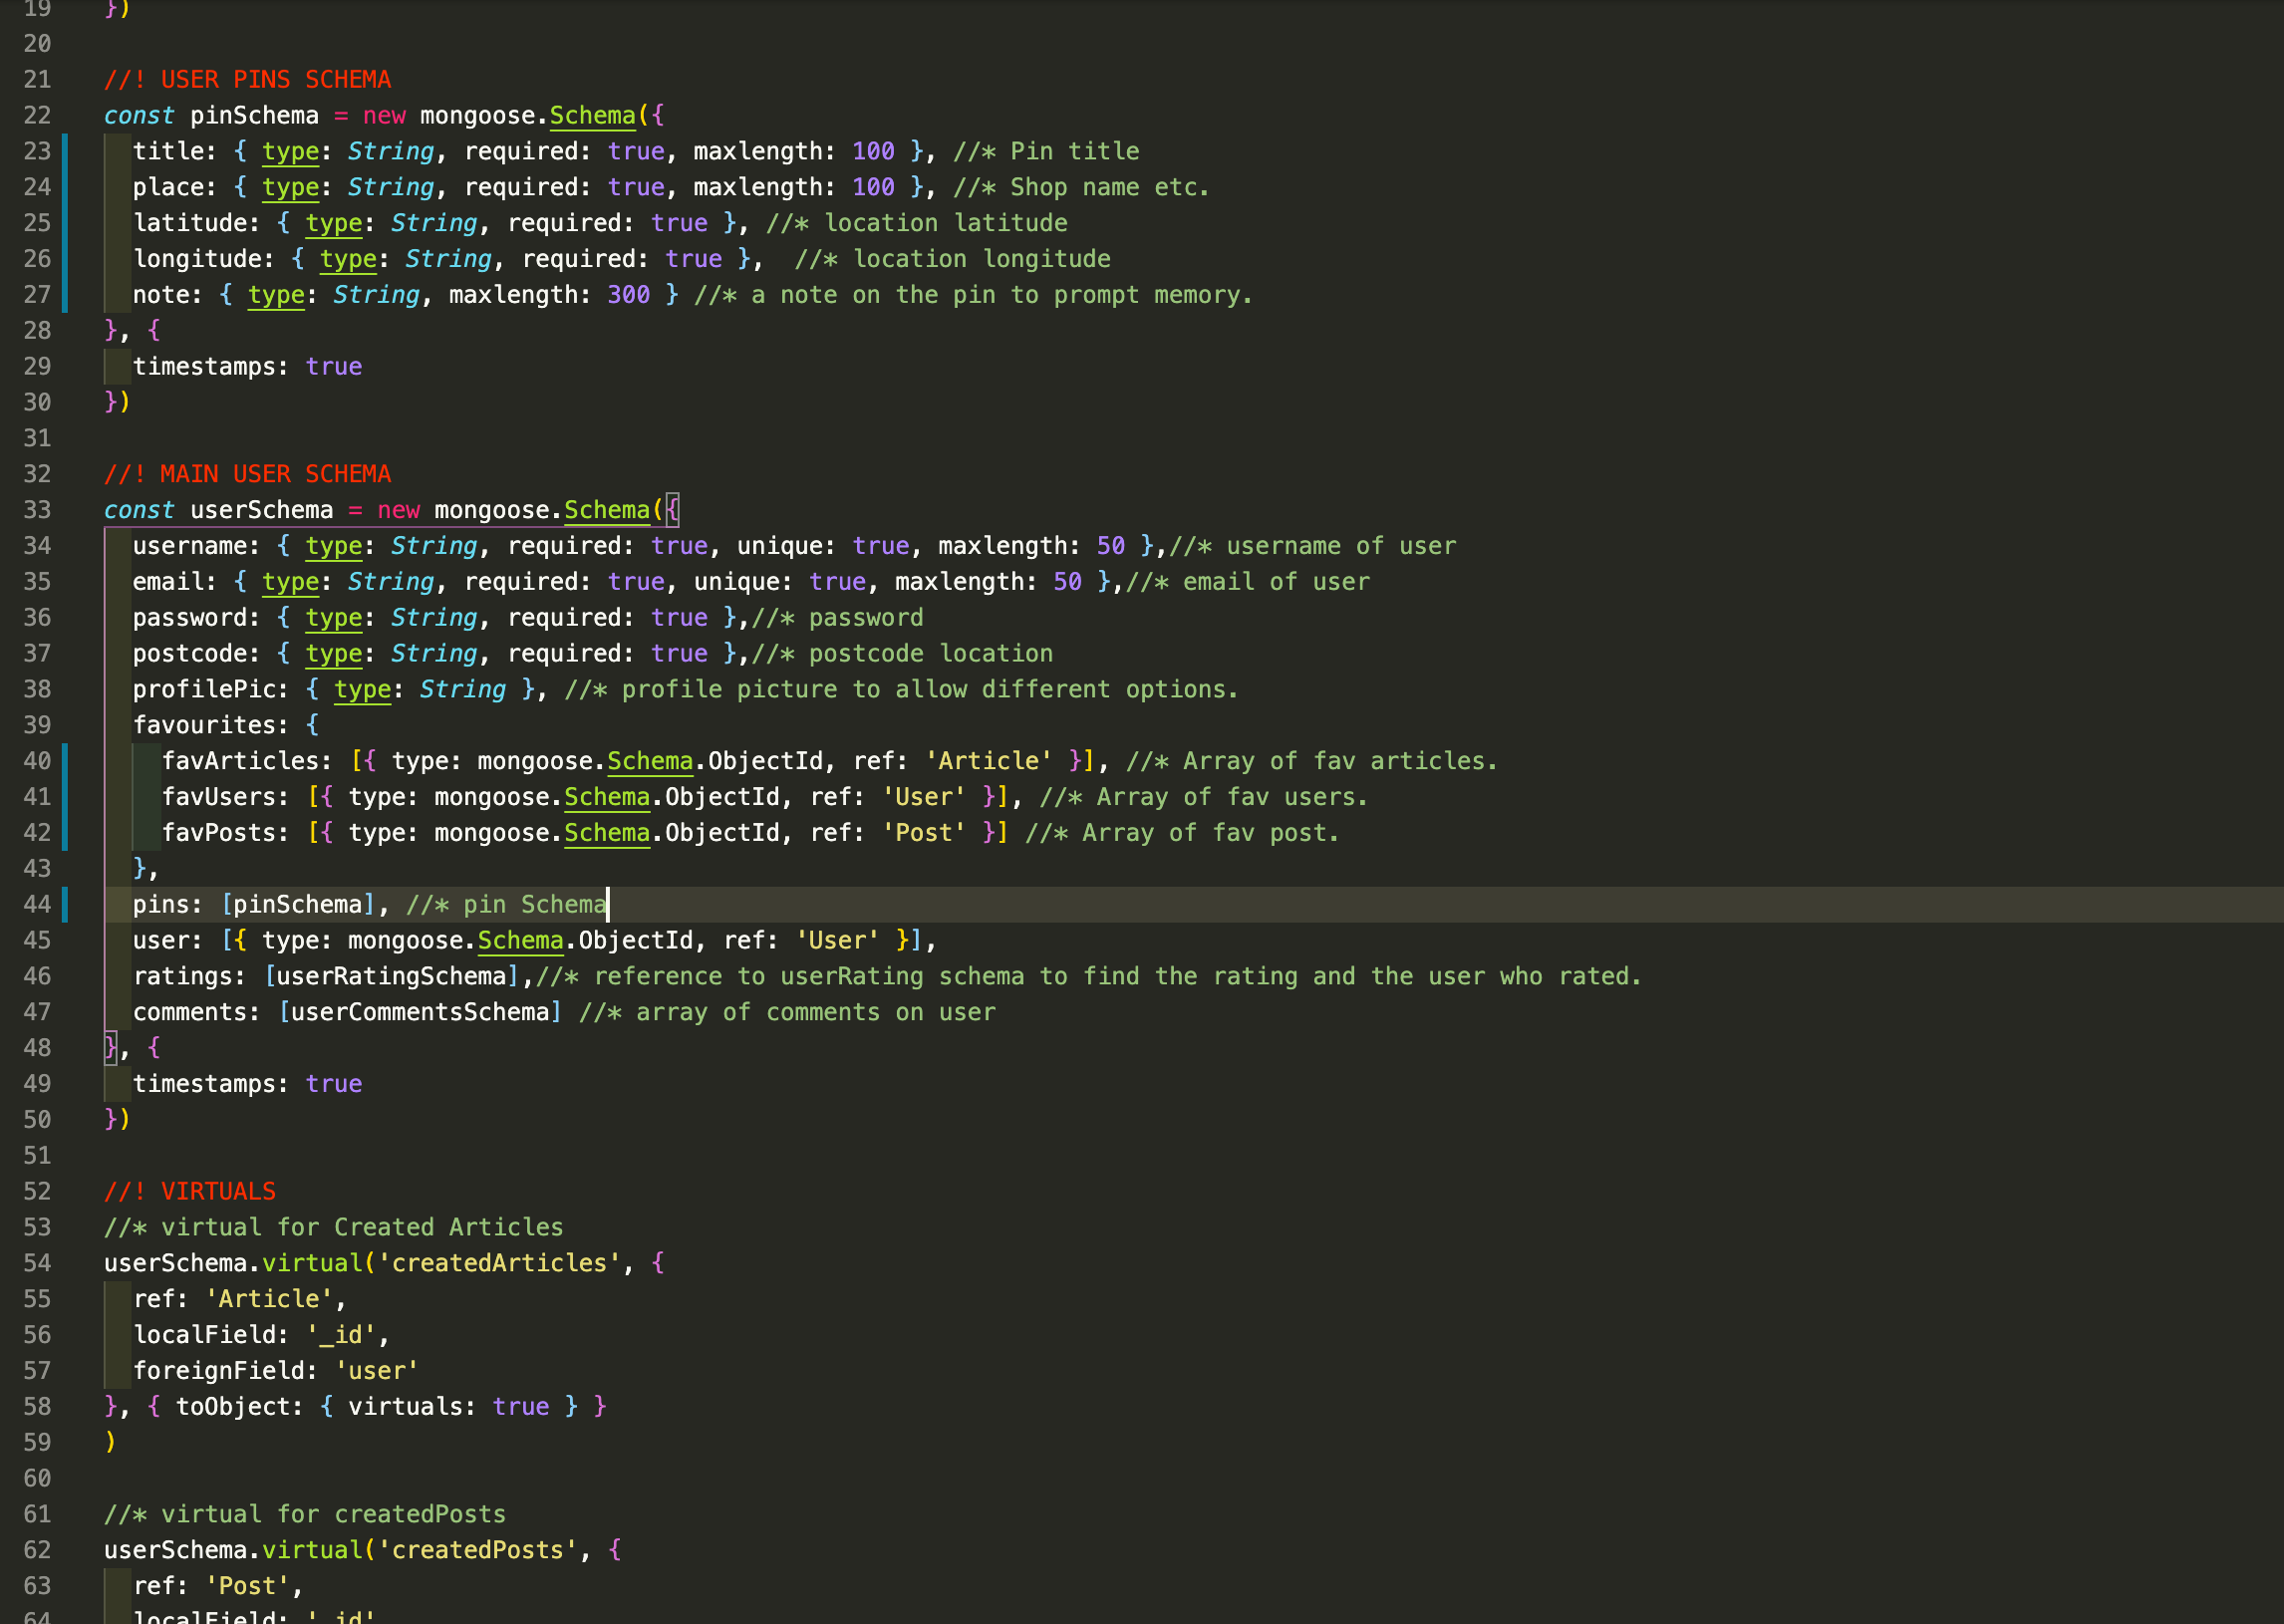 19 })
20
21 //! USER PINS SCHEMA
22 const pinSchema = new mongoose.Schema({
23   title: { type: String, required: true, maxlength: 100 }, //* Pin title
24   place: { type: String, required: true, maxlength: 100 }, //* Shop name etc.
25   latitude: { type: String, required: true }, //* location latitude
26   longitude: { type: String, required: true },  //* location longitude
27   note: { type: String, maxlength: 300 } //* a note on the pin to prompt memory.
28 }, {
29   timestamps: true
30 })
31
32 //! MAIN USER SCHEMA
33 const userSchema = new mongoose.Schema({
34   username: { type: String, required: true, unique: true, maxlength: 50 },//* username of user
35   email: { type: String, required: true, unique: true, maxlength: 50 },//* email of user
36   password: { type: String, required: true },//* password
37   postcode: { type: String, required: true },//* postcode location
38   profilePic: { type: String }, //* profile picture to allow different options.
39   favourites: {
40     favArticles: [{ type: mongoose.Schema.ObjectId, ref: 'Article' }], //* Array of fav articles.
41     favUsers: [{ type: mongoose.Schema.ObjectId, ref: 'User' }], //* Array of fav users.
42     favPosts: [{ type: mongoose.Schema.ObjectId, ref: 'Post' }] //* Array of fav post.
43   },
44   pins: [pinSchema], //* pin Schema
45   user: [{ type: mongoose.Schema.ObjectId, ref: 'User' }],
46   ratings: [userRatingSchema],//* reference to userRating schema to find the rating and the user who rated.
47   comments: [userCommentsSchema] //* array of comments on user
48 }, {
49   timestamps: true
50 })
51
52 //! VIRTUALS
53 //* virtual for Created Articles
54 userSchema.virtual('createdArticles', {
55   ref: 'Article',
56   localField: '_id',
57   foreignField: 'user'
58 }, { toObject: { virtuals: true } }
59 )
60
61 //* virtual for createdPosts
62 userSchema.virtual('createdPosts', {
63   ref: 'Post',
64   localField: '_id'